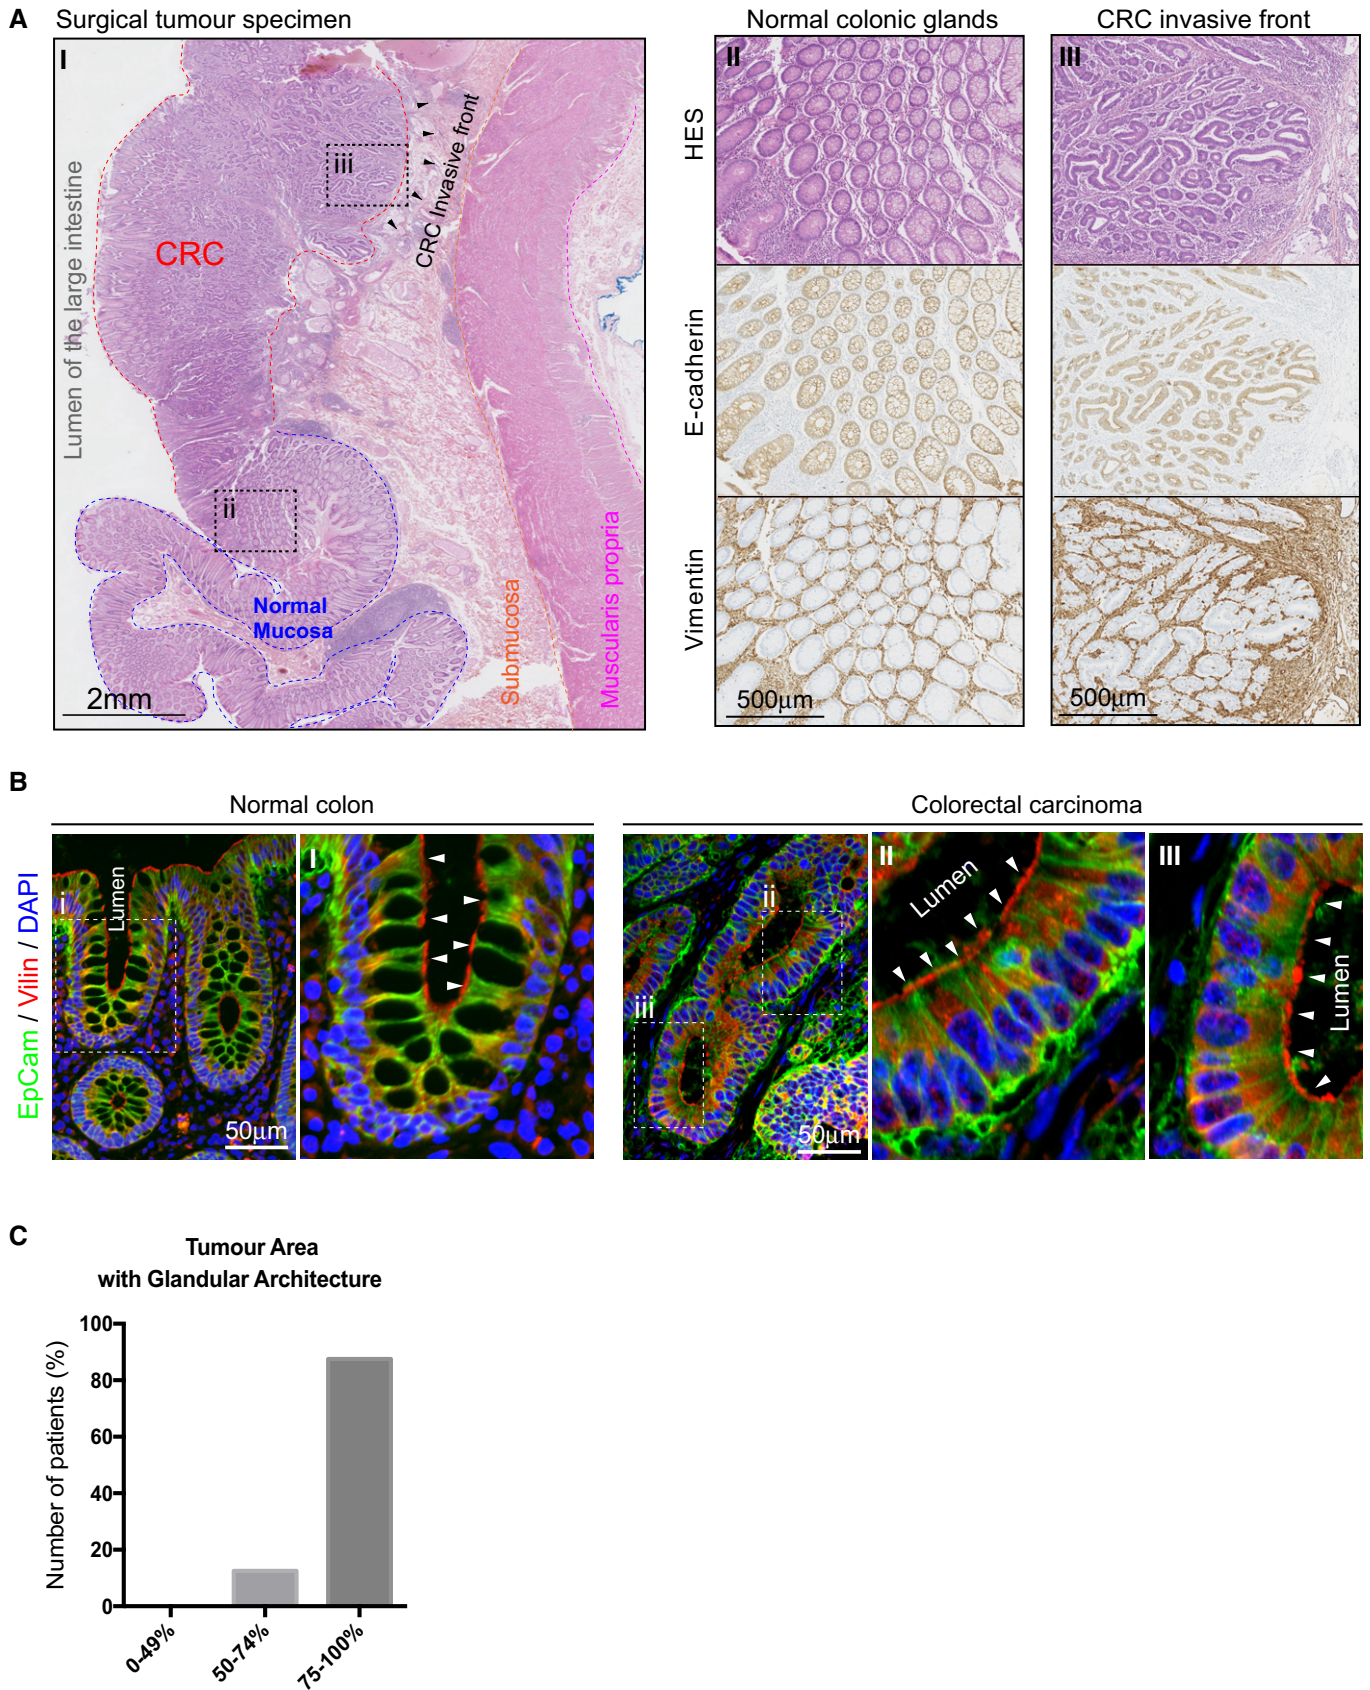 A
Surgical tumour specimen
Normal colonic glands
CRC invasive front
I
II
III
HES
E-cadherin
Vimentin
Lumen of the large intestine
CRC
CRC Invasive front
iii
ii
Normal
Mucosa
Submucosa
Muscularis propria
2mm
500μm
500μm
B
Normal colon
Colorectal carcinoma
EpCam / Vilin / DAPI
Lumen
i
50μm
I
ii
iii
50μm
II
Lumen
III
Lumen
C
Tumour Area
with Glandular Architecture
Number of patients (%)
100
80
60
40
20
0
0-49%
50-74%
75-100%